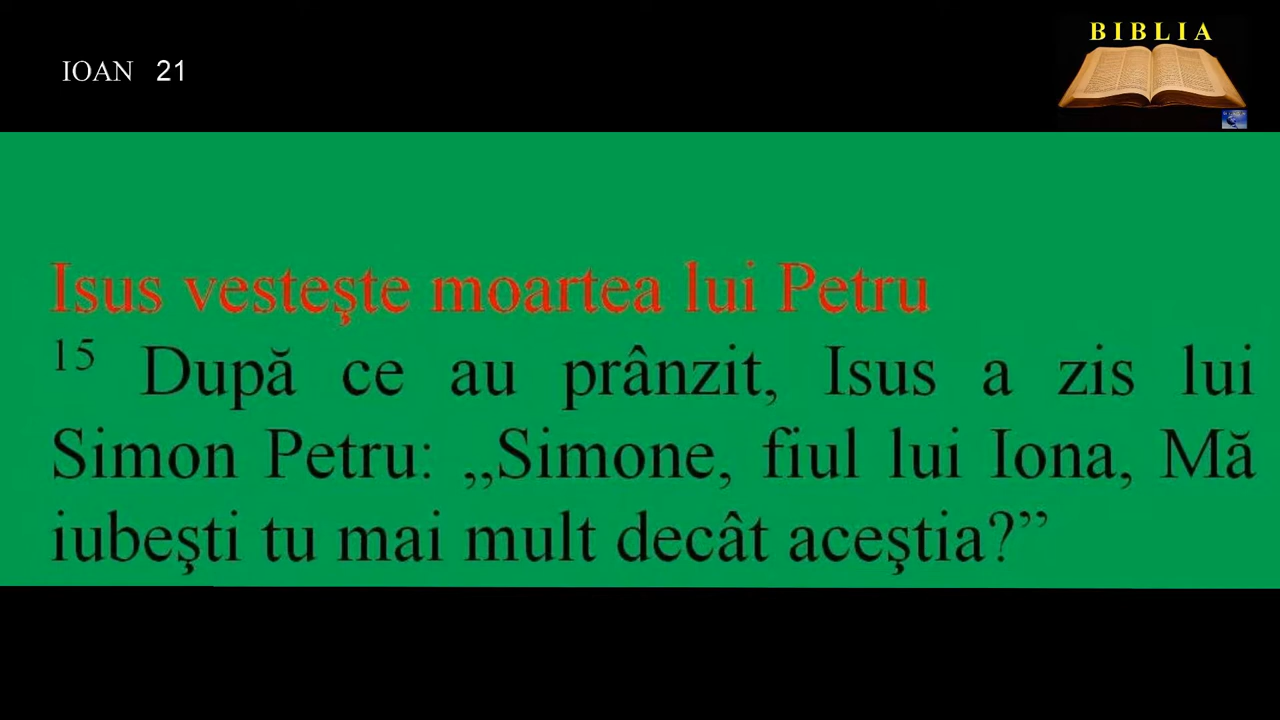 BIBLIA
IOAN 21
Isus vesteşte moartea lui Petru
15 După ce au prânzit, Isus a zis lui
Simon Petru: „Simone, fiul lui Iona, Mă
iubeşti tu mai mult decât aceştia?”